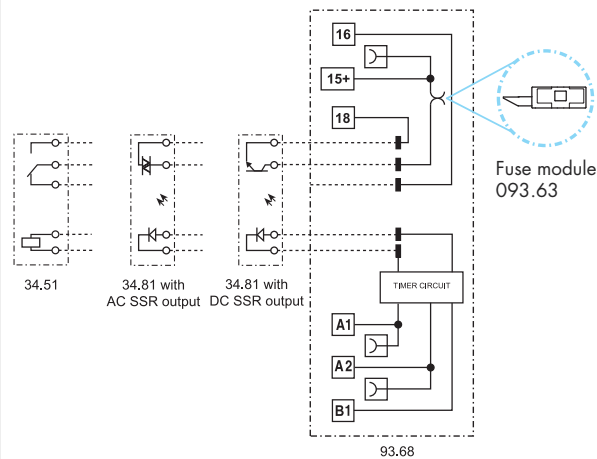 16
15+
18
Fuse module
093.63
34.51
34.81 with
AC SSR output
34.81 with
DC SSR output
TIMER CIRCUIT
A1
A2
B1
93.68